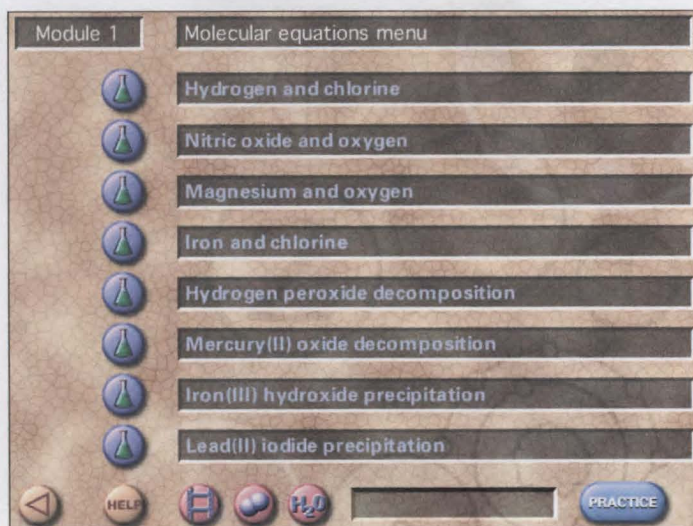 Module 1
Molecular equations menu
Hydrogen and chlorine
Nitric oxide and oxygen
Magnesium and oxygen
Iron and chlorine
Hydrogen peroxide decomposition
Mercury(II) oxide decomposition
Iron(III) hydroxide precipitation
Lead(II) iodide precipitation
HELP
H₂O
PRACTICE